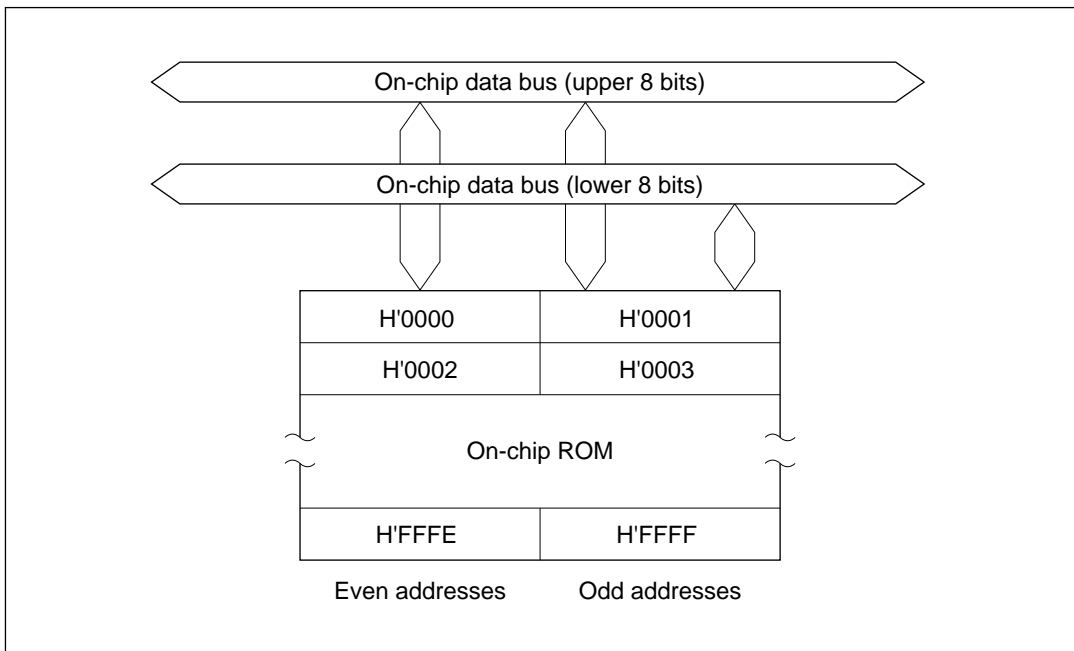 On-chip data bus (upper 8 bits)
On-chip data bus (lower 8 bits)
H'0000 H'0001
H'0002 H'0003
On-chip ROM
H'FFFE H'FFFF
Even addresses Odd addresses